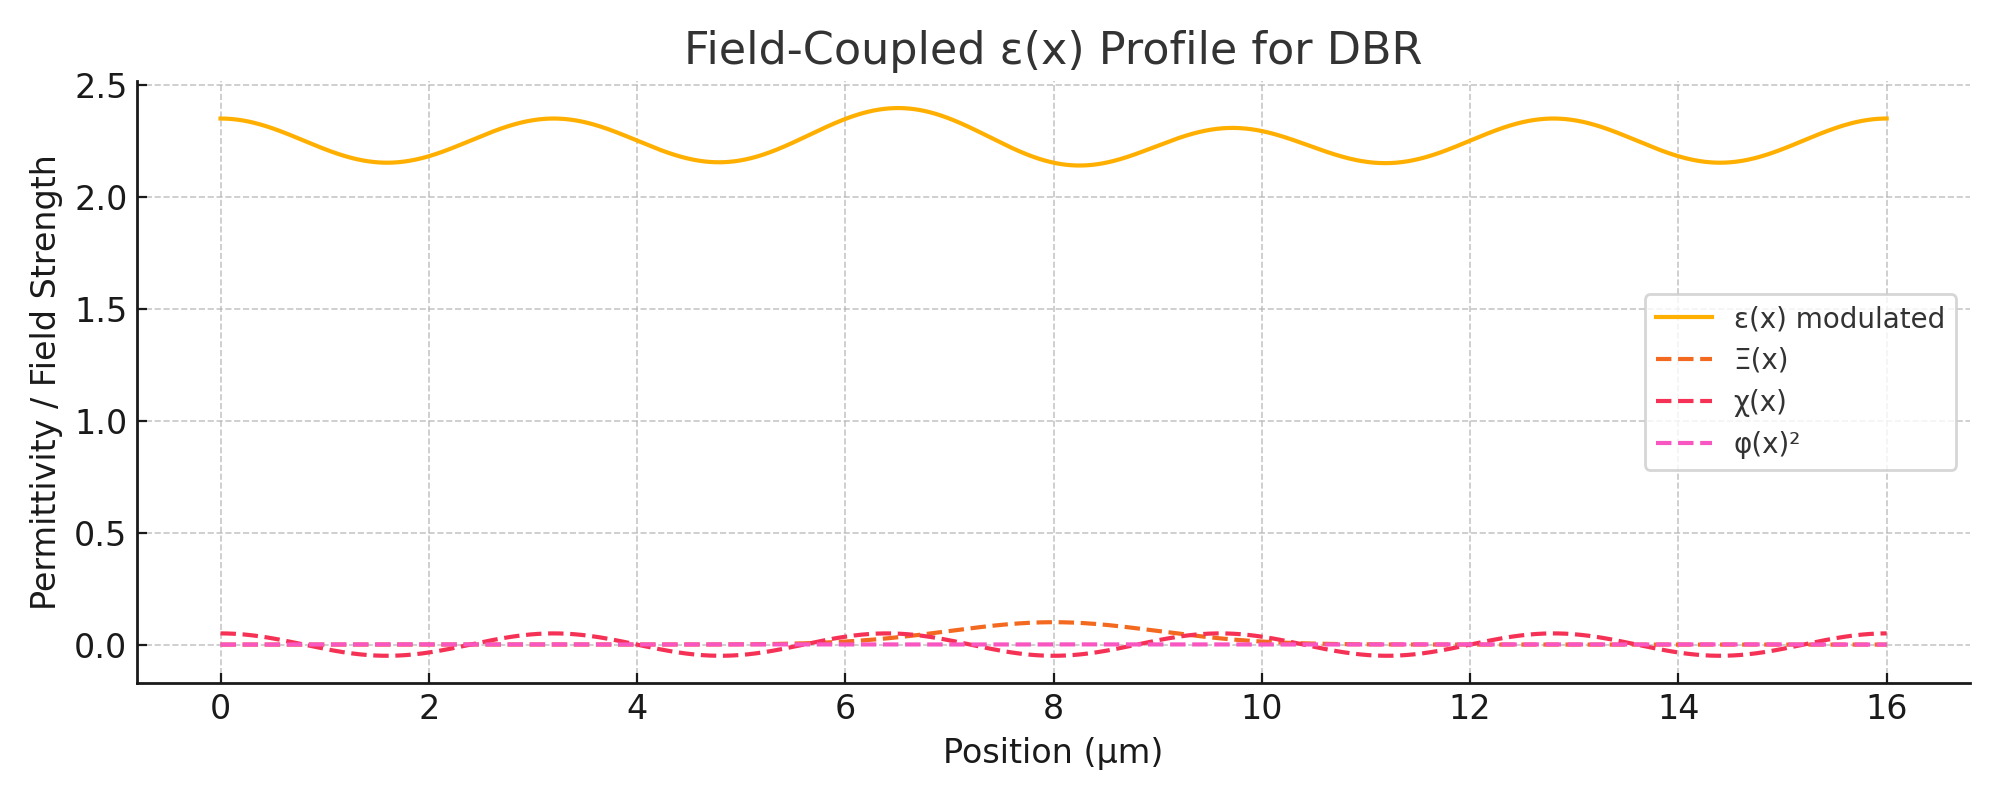 Field-Coupled ε(x) Profile for DBR
Permittivity / Field Strength
2.5
2.0
1.5
1.0
0.5
0.0
ε(x) modulated
Ξ(x)
χ(x)
φ(x)²
0 2 4 6 8 10 12 14 16
Position (μm)